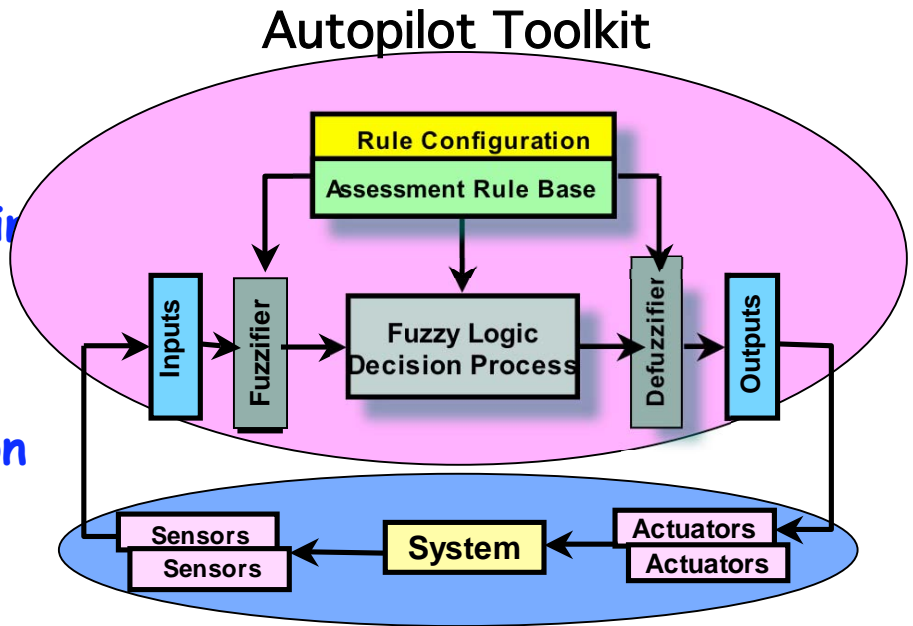 Autopilot Toolkit
Rule Configuration
Assessment Rule Base
Inputs
Fuzzifier
Fuzzy Logic
Decision Process
Defuzzifier
Outputs
Sensors
Sensors
System
Actuators
Actuators